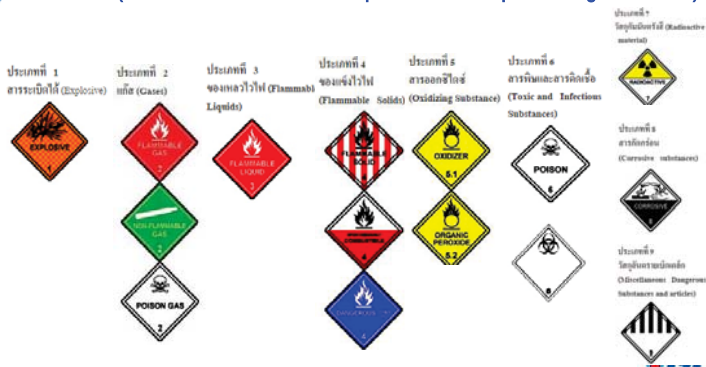 ประเภทที่ 1
สารระเบิดได้ (Explosive)
EXPLOSIVE
1
ประเภทที่ 2
แก๊ส (Gases)
FLAMMABLE
GAS
2
NON-FLAMMABLE
GAS
2
POISON GAS
2
ประเภทที่ 3
ของเหลวไวไฟ (Flammabl
Liquids)
FLAMMABLE
LIQUID
3
ประเภทที่ 4
ของแข็งไวไฟ
(Flammable Solids)
FLAMMABLE
SOLID
COMBUSTIBLE
4
4
ประเภทที่ 5
สารออกซิไดซ์
(Oxidizing Substance)
OXIDIZER
5.1
ORGANIC
PEROXIDE
5.2
ประเภทที่ 6
สารพิษและสารติดเชื้อ
(Toxic and Infectious
Substances)
POISON
6
6
ประเภทที่ 7
วัสดุกัมมันตรังสี (Radioactive
material)
RADIOACTIVE
7
ประเภทที่ 8
สารกัดกร่อน
(Corrosive substances)
CORROSIVE
8
ประเภทที่ 9
วัตถุอันตรายเบ็ดเตล็ด
(Miscellaneous Dangerous
Substances and articles)
9